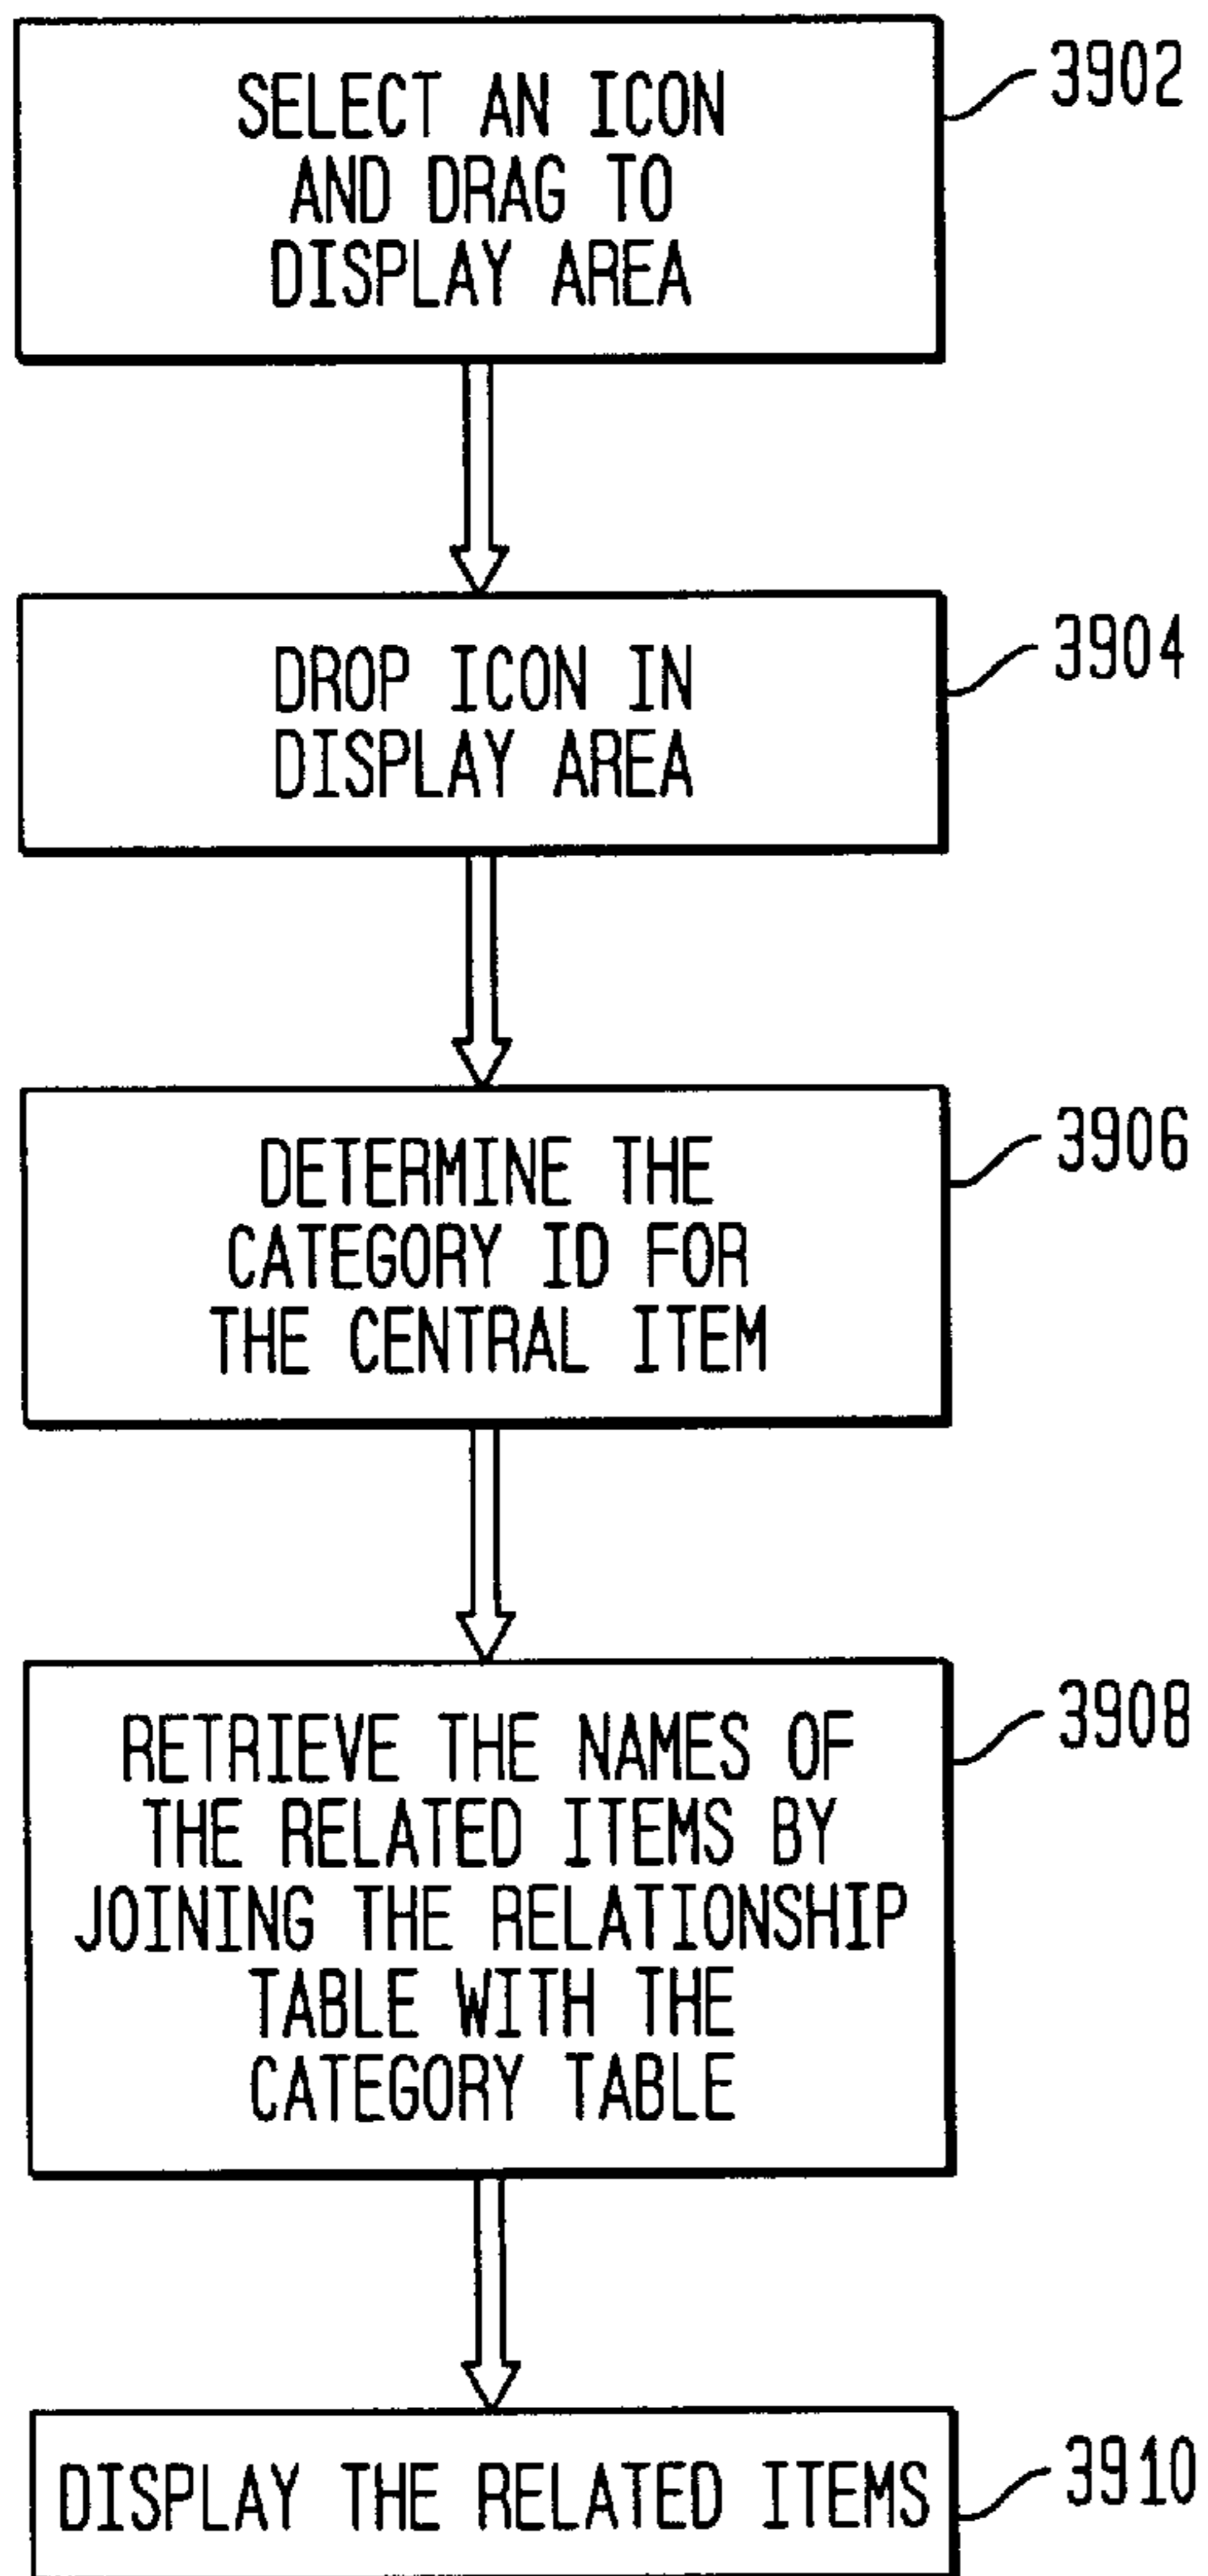 SELECT AN ICON
AND DRAG TO
DISPLAY AREA
3902
DROP ICON IN
DISPLAY AREA
3904
DETERMINE THE
CATEGORY ID FOR
THE CENTRAL ITEM
3906
RETRIEVE THE NAMES OF
THE RELATED ITEMS BY
JOINING THE RELATIONSHIP
TABLE WITH THE
CATEGORY TABLE
3908
DISPLAY THE RELATED ITEMS
3910